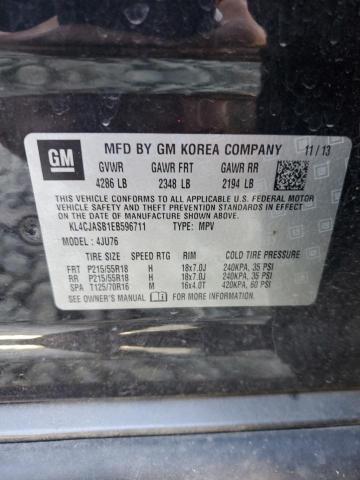 GM
MFD BY GM KOREA COMPANY 11 / 13
GVWR GAWR FRT GAWR RR
4286 LB 2348 LB 2194 LB
THIS VEHICLE CONFORMS TO ALL APPLICABLE U.S. FEDERAL MOTOR
VEHICLE SAFETY, BUMPER, AND THEFT PREVENTION STANDARDS IN
EFFECT ON THE DATE OF MANUFACTURE SHOWN ABOVE.
KL4CJASB1EB596711 TYPE: MPV
MODEL : 4JU76
TIRE SIZE SPEED RTG RIM COLD TIRE PRESSURE
FRT P215/55R18 H 18x7.0J 240KPA, 35 PSI
RR P215/55R18 H 18x7.0J 240KPA, 35 PSI
SPA T125/70R16 M 16x4.0T 420KPA, 60 PSI
SEE OWNER'S MANUAL FOR ADDITIONAL INFORMATION.